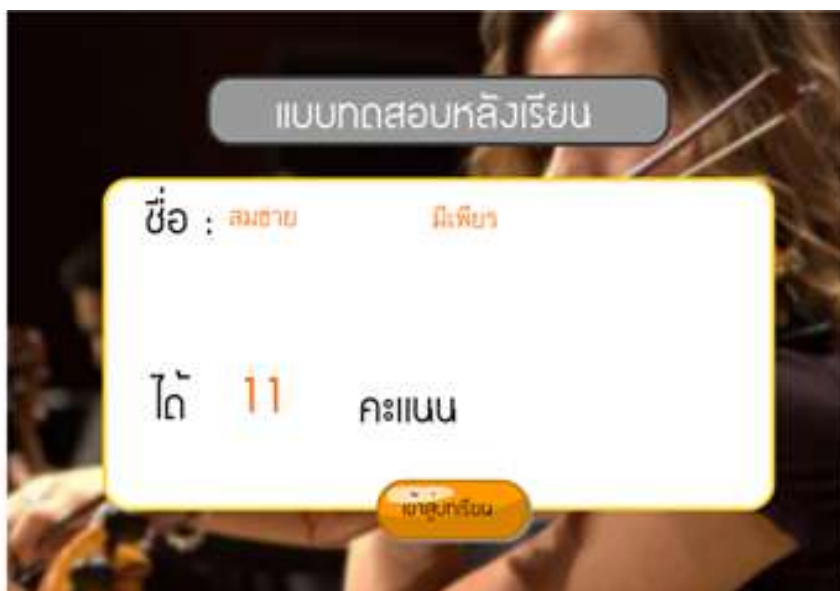 แบบทดสอบหลังเรียน
ชื่อ : สมชาย มีเพียร
ได้ 11 คะแนน
เข้าสู่บทเรียน